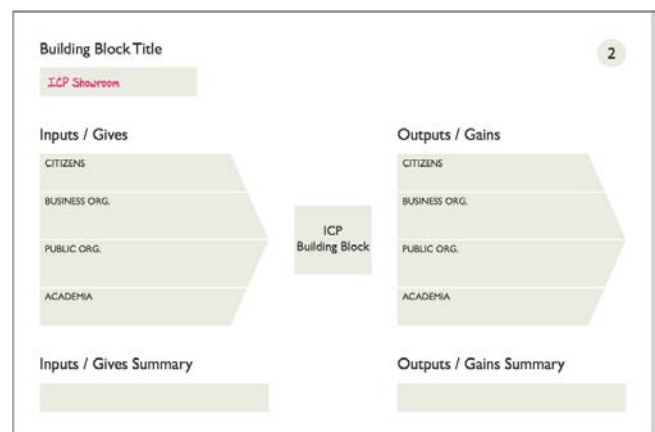 Building Block Title
2
ICP Showroom
Inputs / Gives
CITIZENS
BUSINESS ORG.
PUBLIC ORG.
ACADEMIA
ICP
Building Block
Outputs / Gains
CITIZENS
BUSINESS ORG.
PUBLIC ORG.
ACADEMIA
Inputs / Gives Summary
Outputs / Gains Summary